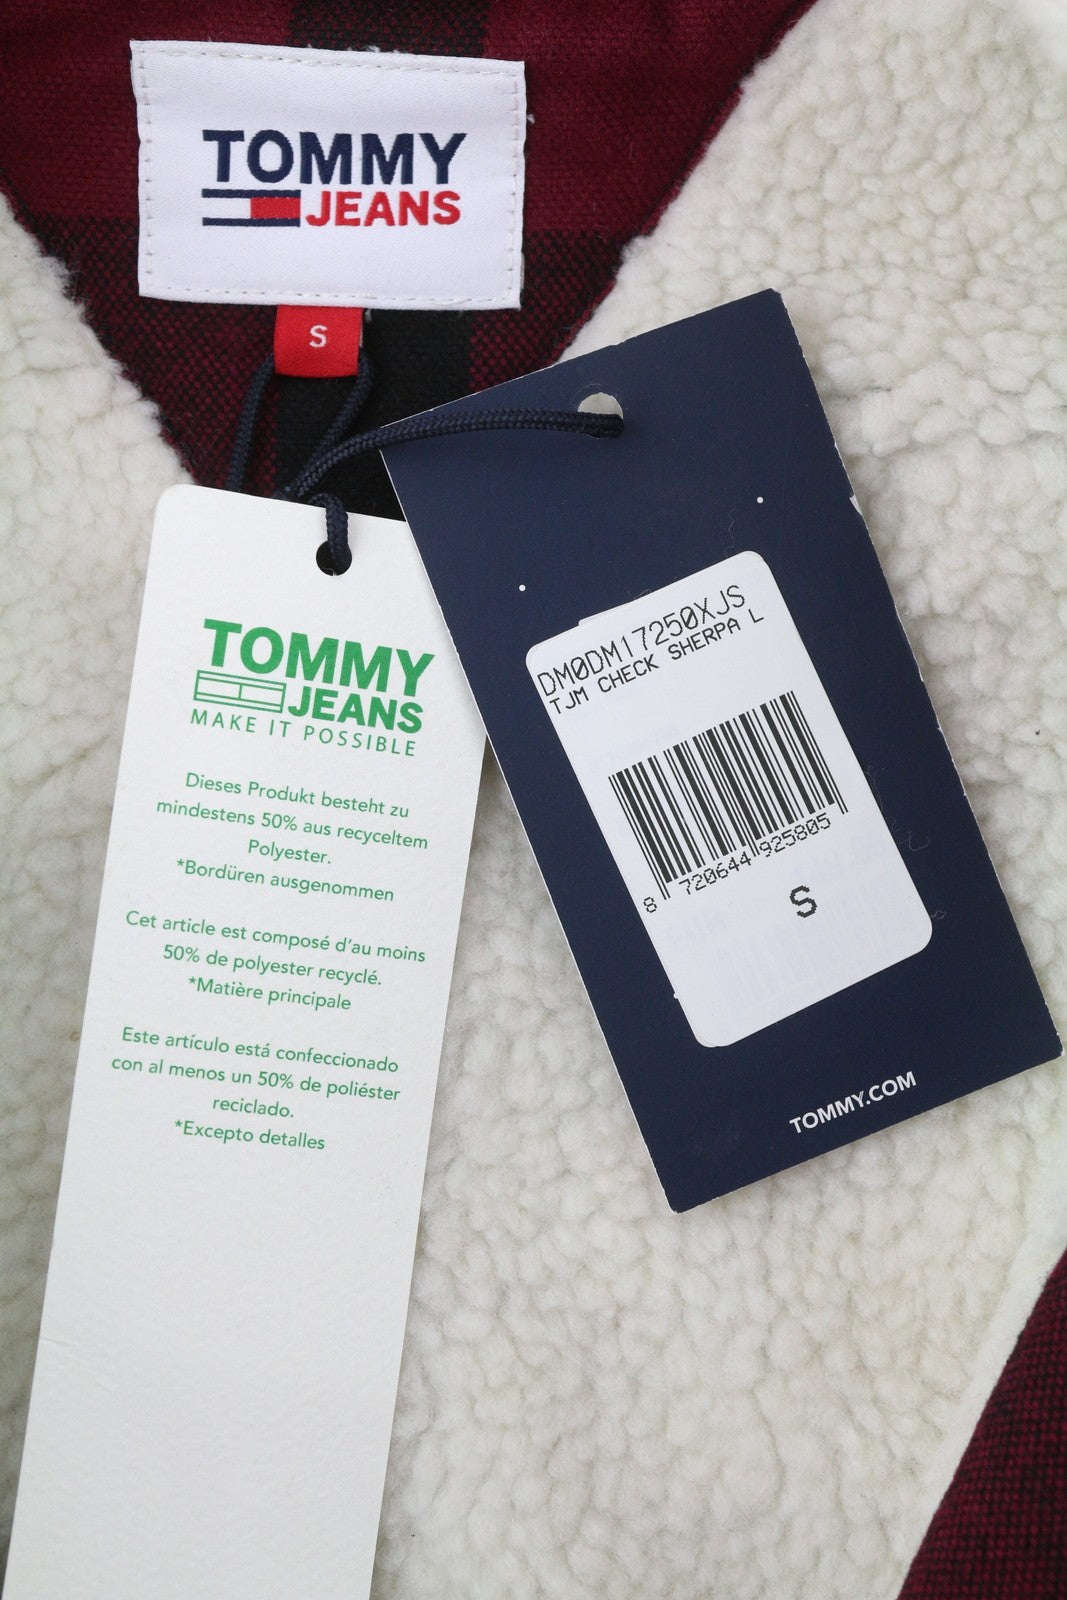 TOMMY
JEANS
S
TOMMY
JEANS
MAKE IT POSSIBLE
Dieses Produkt besteht zu
mindestens 50% aus recyceltem
Polyester.
*Bordüren ausgenommen
Cet article est composé d'au moins
50% de polyester recyclé.
*Matière principale
Este artículo está confeccionado
con al menos un 50% de poliéster
reciclado.
*Excepto detalles
DM0DM17250XJS
TJM CHECK SHERPA L
8 720644 925805
S
TOMMY.COM